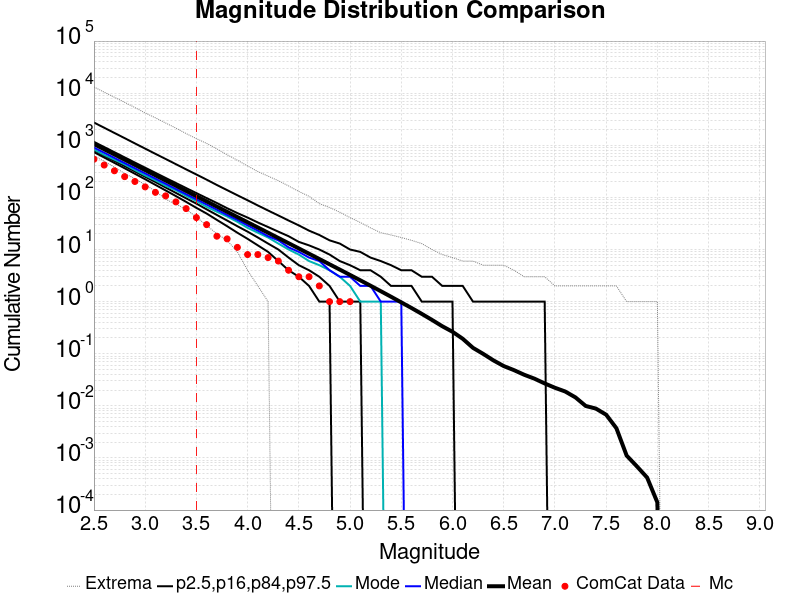 Magnitude Distribution Comparison
10^5
10^4
10^3
10^2
10^1
10^0
10^-1
10^-2
10^-3
10^-4
Cumulative Number
2.5 3.0 3.5 4.0 4.5 5.0 5.5 6.0 6.5 7.0 7.5 8.0 8.5 9.0
Magnitude
Extrema p2.5,p16,p84,p97.5 Mode Median Mean ComCat Data Mc